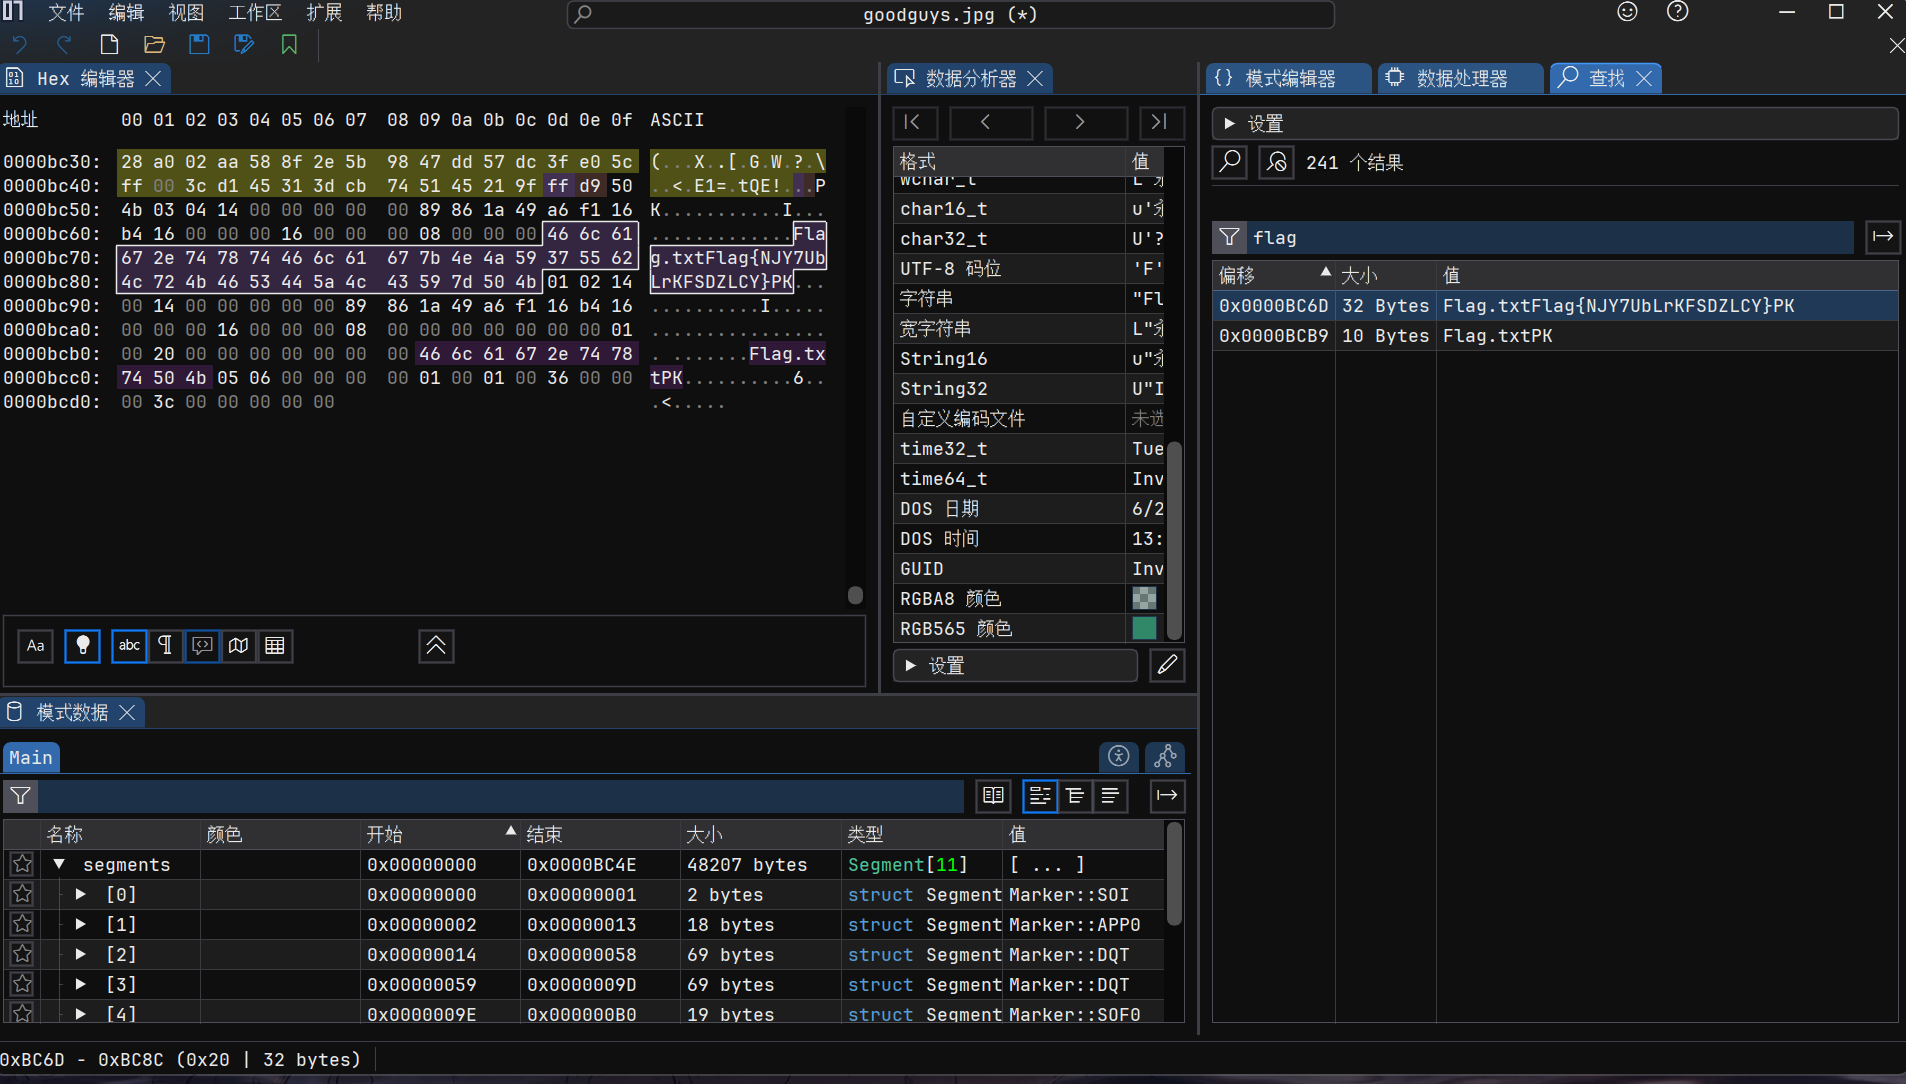 文件 编辑 视图 工作区 扩展 帮助
goodguys.jpg (*)
Hex 编辑器
地址 00 01 02 03 04 05 06 07 08 09 0a 0b 0c 0d 0e 0f ASCII
0000bc30: 28 a0 02 aa 58 8f 2e 5b 98 47 dd 57 dc 3f e0 5c (...X..[.G.W.?.\
0000bc40: ff 00 3c d1 45 31 3d cb 74 51 45 21 9f ff d9 50 ..<.E1=.tQE!...P
0000bc50: 4b 03 04 14 00 00 00 00 00 89 86 1a 49 a6 f1 16 K...........I...
0000bc60: b4 16 00 00 00 16 00 00 00 08 00 00 00 46 6c 61 .............Fla
0000bc70: 67 2e 74 78 74 46 6c 61 67 7b 4e 4a 59 37 55 62 g.txtFlag{NJY7Ub
0000bc80: 4c 72 4b 46 53 44 5a 4c 43 59 7d 50 4b 01 02 14 LrKFSDZLCY}PK...
0000bc90: 00 14 00 00 00 00 00 89 86 1a 49 a6 f1 16 b4 16 ..........I.....
0000bca0: 00 00 00 16 00 00 00 08 00 00 00 00 00 00 00 01 ................
0000bcb0: 00 20 00 00 00 00 00 00 00 46 6c 61 67 2e 74 78 . .......Flag.tx
0000bcc0: 74 50 4b 05 06 00 00 00 00 01 00 01 00 36 00 00 tPK..........6..
0000bcd0: 00 3c 00 00 00 00 00 .<.....
Aa abc
数据分析器
格式 值
wchar_t L'永
char16_t u'永
char32_t U'?
UTF-8 码位 'F'
字符串 "Fl
宽字符串 L"永
String16 u"永
String32 U"I
自定义编码文件 未选
time32_t Tue
time64_t Inv
DOS 日期 6/2
DOS 时间 13:
GUID Inv
RGBA8 颜色
RGB565 颜色
设置
模式编辑器 数据处理器 查找
设置
241 个结果
flag
偏移 大小 值
0x0000BC6D 32 Bytes Flag.txtFlag{NJY7UbLrKFSDZLCY}PK
0x0000BCB9 10 Bytes Flag.txtPK
模式数据
Main
名称 颜色 开始 结束 大小 类型 值
segments 0x00000000 0x0000BC4E 48207 bytes Segment[11] [ ... ]
[0] 0x00000000 0x00000001 2 bytes struct Segment Marker::SOI
[1] 0x00000002 0x00000013 18 bytes struct Segment Marker::APP0
[2] 0x00000014 0x00000058 69 bytes struct Segment Marker::DQT
[3] 0x00000059 0x0000009D 69 bytes struct Segment Marker::DQT
[4] 0x0000009E 0x000000B0 19 bytes struct Segment Marker::SOF0
0xBC6D - 0xBC8C (0x20 | 32 bytes)